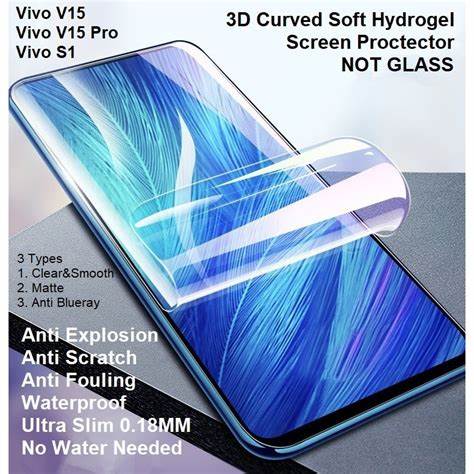 Vivo V15
Vivo V15 Pro
Vivo S1
3D Curved Soft Hydrogel
Screen Proctector
NOT GLASS
3 Types
1. Clear&Smooth
2. Matte
3. Anti Blueray
Anti Explosion
Anti Scratch
Anti Fouling
Waterproof
Ultra Slim 0.18MM
No Water Needed